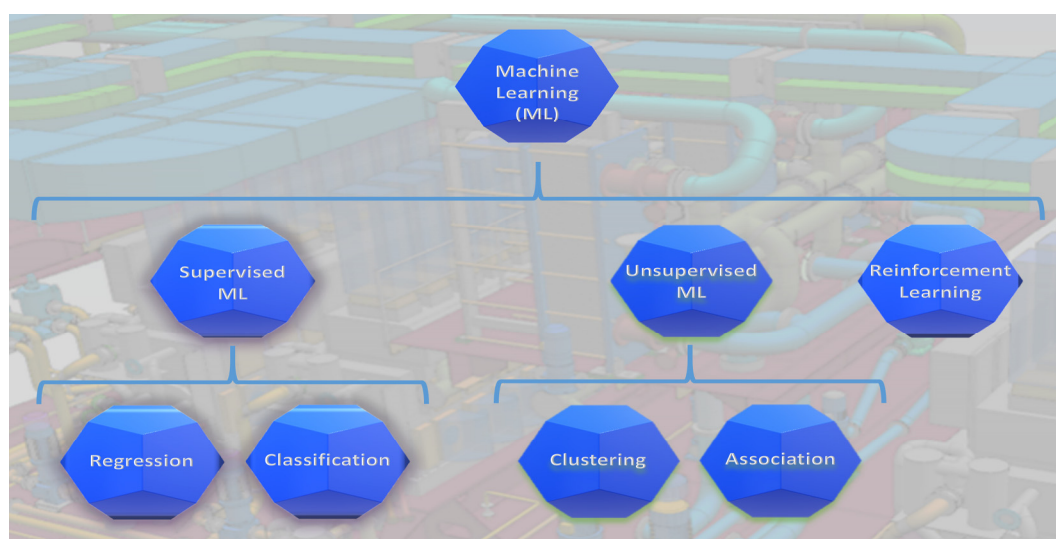 Machine
Learning
(ML)
Supervised
ML
Unsupervised
ML
Reinforcement
Learning
Regression
Classification
Clustering
Association